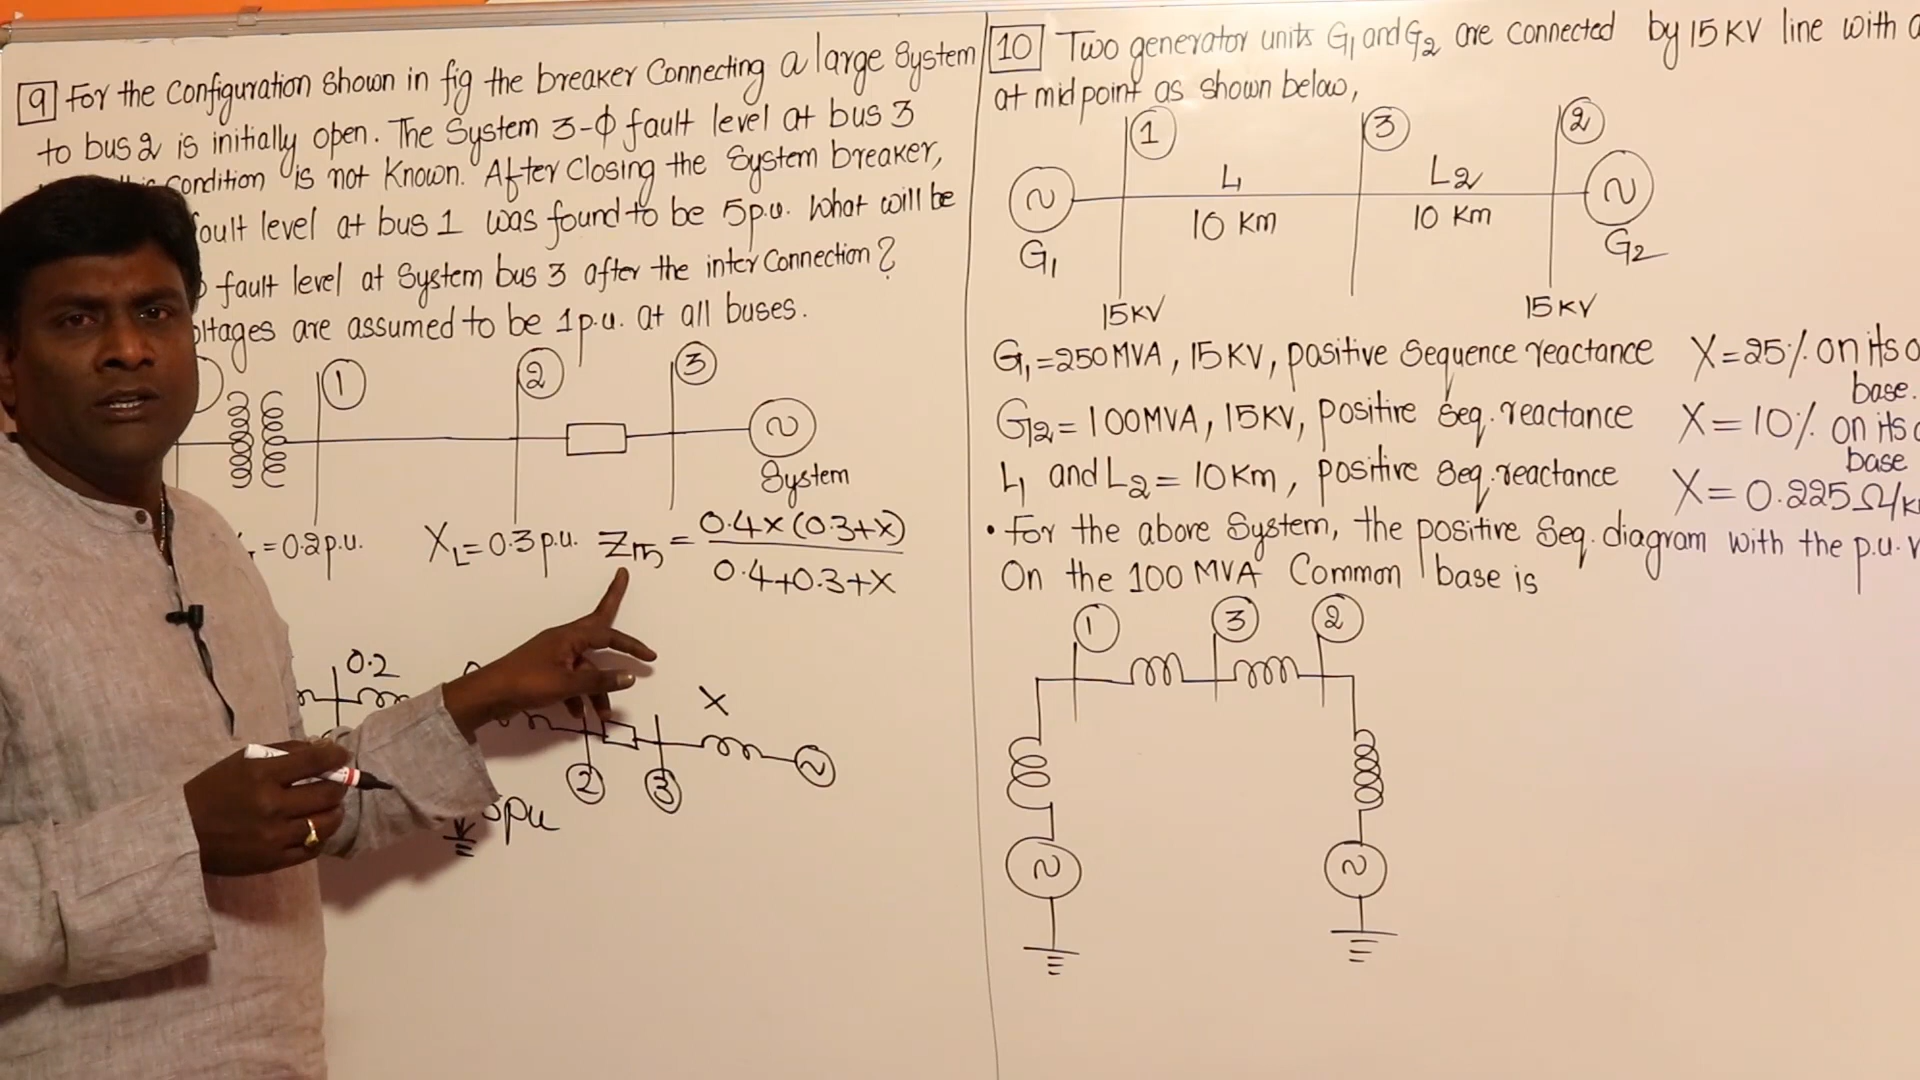 9 For the Configuration shown in fig the breaker Connecting a large System
to bus 2 is initially open. The System 3-ϕ fault level at bus 3
Condition is not Known. After Closing the System breaker,
fault level at bus 1 was found to be 5p.u. What will be
fault level at System bus 3 after the inter Connection?
voltages are assumed to be 1p.u. at all buses.
1 2 3
~
System
= 0.2p.u. XL = 0.3p.u. Zth = 0.4x(0.3+x)
0.4+0.3+x
0.2
X
2 3 ~
5pu
10 Two generator units G1 and G2 are connected by 15KV line with a
at midpoint as shown below,
1 3 2
~ L1 L2 ~
10 Km 10 Km
G1 G2
15KV 15KV
G1=250MVA, 15KV, positive Sequence reactance X=25% on its
base.
G2=100MVA, 15KV, positive Seq. reactance X=10% on its
base
L1 and L2=10Km, positive Seq. reactance X=0.225Ω/K
• For the above System, the positive Seq. diagram with the p.u.
On the 100 MVA Common base is
1 3 2
~ ~